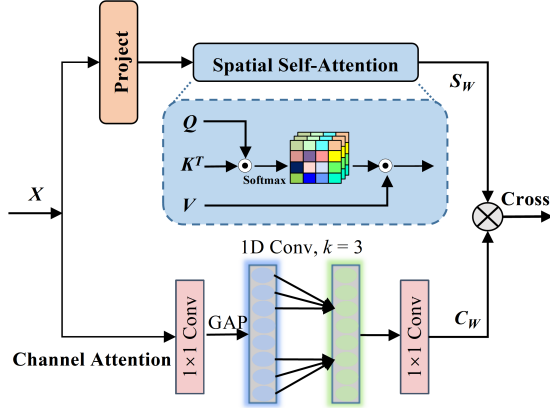 Project
Spatial Self-Attention
S_W
Q
K^T
Softmax
V
X
Cross
1D Conv, k = 3
1×1 Conv
GAP
1×1 Conv
C_W
Channel Attention